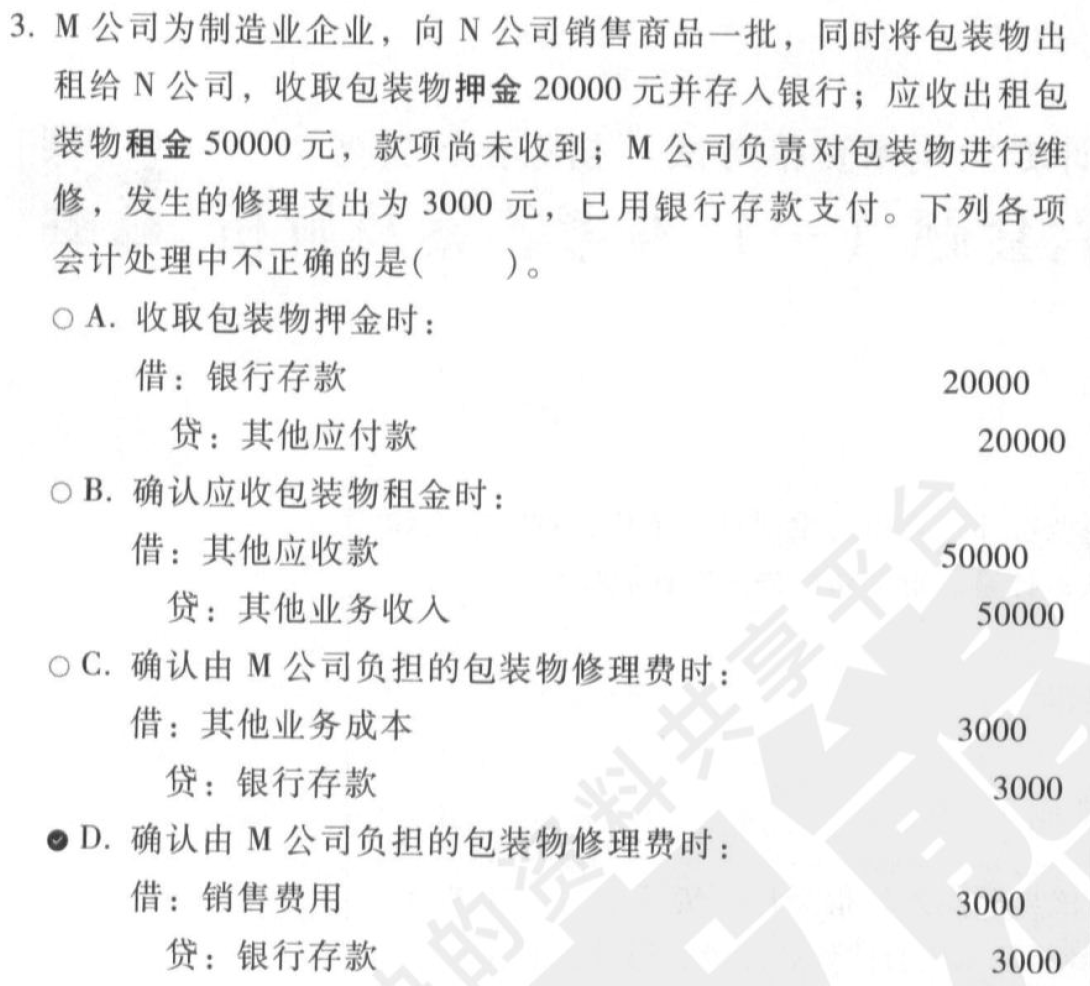 3. M 公司为制造业企业，向 N 公司销售商品一批，同时将包装物出
租给 N 公司，收取包装物押金 20000 元并存入银行；应收出租包
装物租金 50000 元，款项尚未收到；M 公司负责对包装物进行维
修，发生的修理支出为 3000 元，已用银行存款支付。下列各项
会计处理中不正确的是(　　)。
○ A. 收取包装物押金时：
借：银行存款 20000
贷：其他应付款 20000
○ B. 确认应收包装物租金时：
借：其他应收款 50000
贷：其他业务收入 50000
○ C. 确认由 M 公司负担的包装物修理费时：
借：其他业务成本 3000
贷：银行存款 3000
D. 确认由 M 公司负担的包装物修理费时：
借：销售费用 3000
贷：银行存款 3000
的资料共享平台